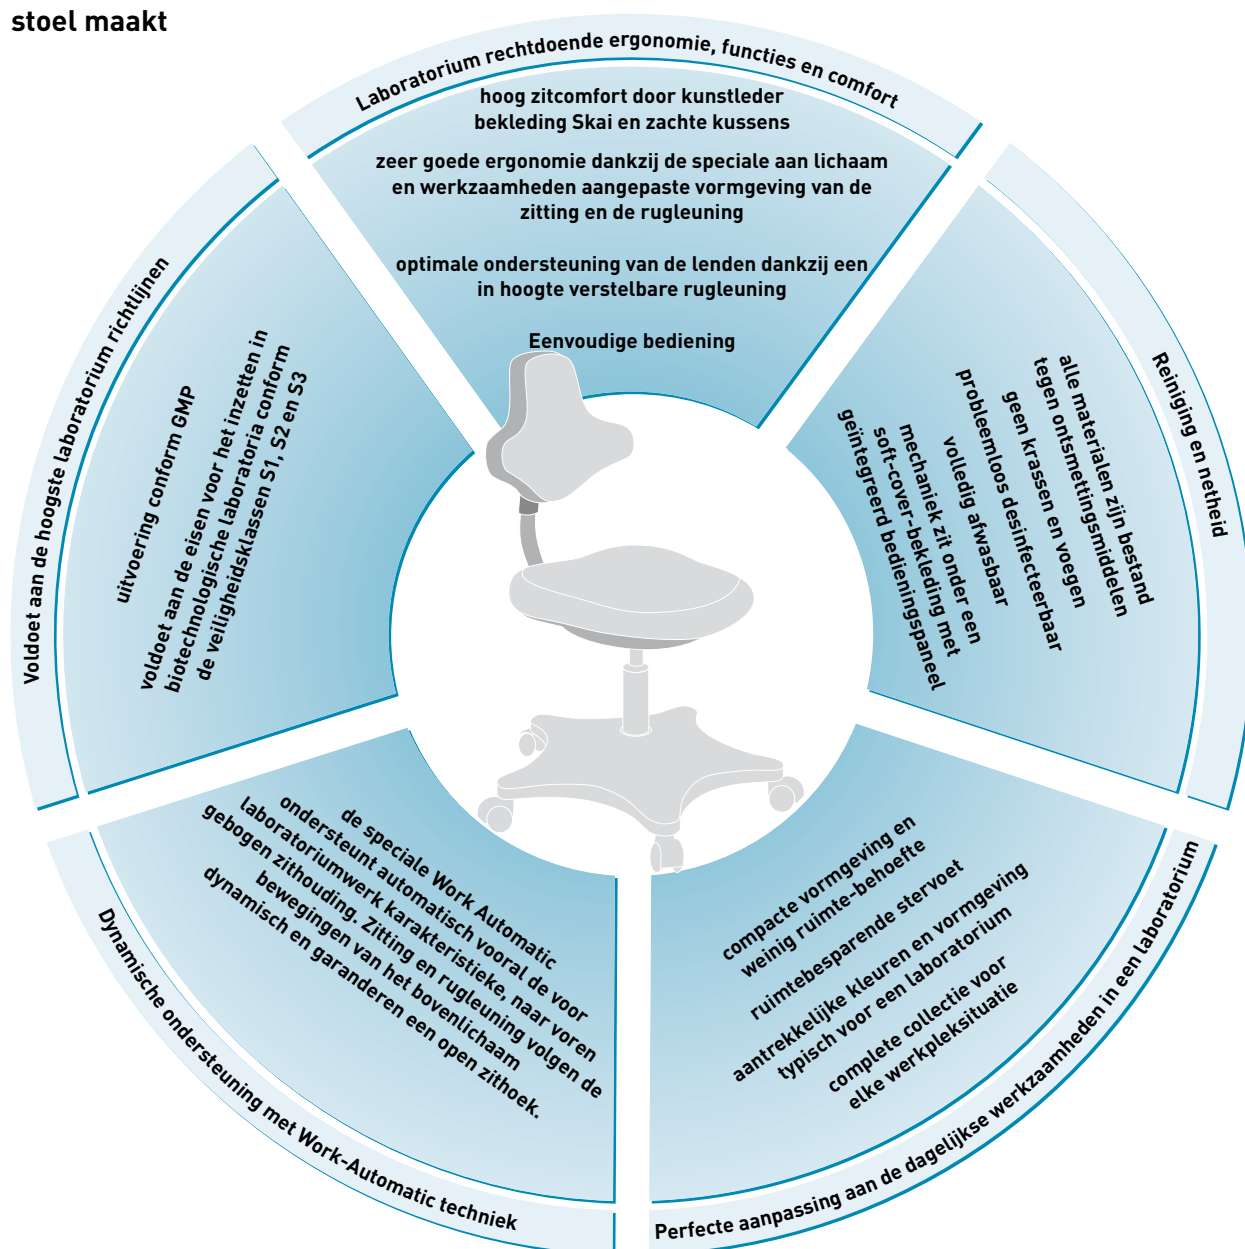 stoel maakt
Laboratorium rechtdoende ergonomie, functies en comfort
hoog zitcomfort door kunstleder
bekleding Skai en zachte kussens
zeer goede ergonomie dankzij de speciale aan lichaam
en werkzaamheden aangepaste vormgeving van de
zitting en de rugleuning
optimale ondersteuning van de lenden dankzij een
in hoogte verstelbare rugleuning
Eenvoudige bediening
Reiniging en netheid
alle materialen zijn bestand
tegen ontsmettingsmiddelen
geen krassen en voegen
probleemloos desinfecteerbaar
volledig afwasbaar
mechaniek zit onder een
soft-cover-bekleding met
geïntegreerd bedieningspaneel
Perfecte aanpassing aan de dagelijkse werkzaamheden in een laboratorium
compacte vormgeving en
weinig ruimte-behoefte
ruimtebesparende stervoet
aantrekkelijke kleuren en vormgeving
typisch voor een laboratorium
complete collectie voor
elke werkpleksituatie
Dynamische ondersteuning met Work-Automatic techniek
de speciale Work Automatic
ondersteunt automatisch vooral de voor
laboratoriumwerk karakteristieke, naar voren
gebogen zithouding. Zitting en rugleuning volgen de
bewegingen van het bovenlichaam
dynamisch en garanderen een open zithoek.
Voldoet aan de hoogste laboratorium richtlijnen
uitvoering conform GMP
voldoet aan de eisen voor het inzetten in
biotechnologische laboratoria conform
de veiligheidsklassen S1, S2 en S3